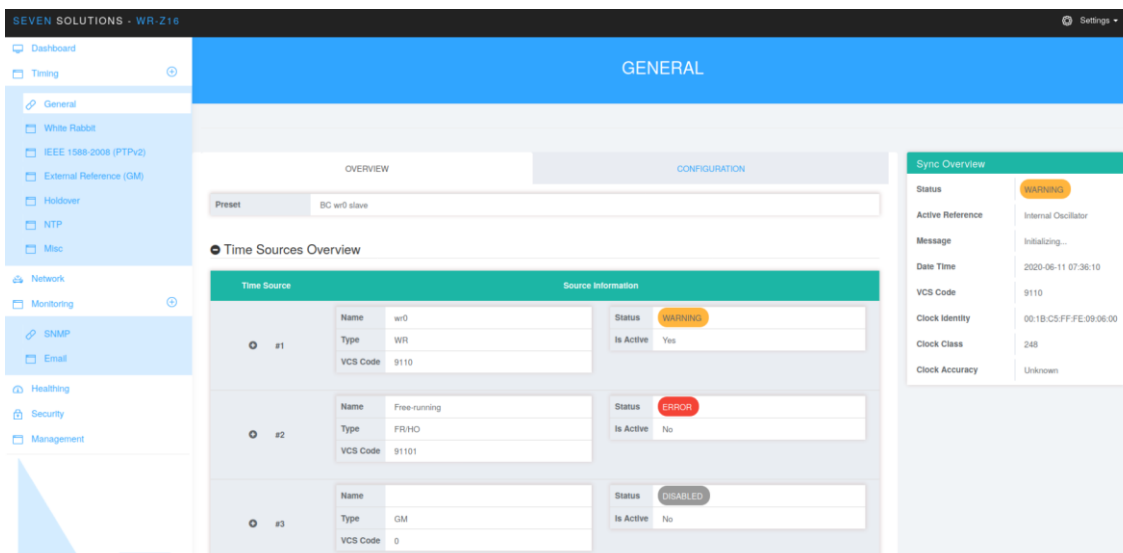 SEVEN SOLUTIONS - WR-Z16
Settings
Dashboard
Timing
General
White Rabbit
IEEE 1588-2008 (PTPv2)
External Reference (GM)
Holdover
NTP
Misc
Network
Monitoring
SNMP
Email
Healthing
Security
Management
GENERAL
OVERVIEW
CONFIGURATION
Preset BC wr0 slave
Time Sources Overview
Time Source Source Information
#1
Name wr0
Type WR
VCS Code 9110
Status WARNING
Is Active Yes
#2
Name Free-running
Type FR/HO
VCS Code 91101
Status ERROR
Is Active No
#3
Name
Type GM
VCS Code 0
Status DISABLED
Is Active No
Sync Overview
Status WARNING
Active Reference Internal Oscillator
Message Initializing...
Date Time 2020-06-11 07:36:10
VCS Code 9110
Clock Identity 00:1B:C5:FF:FE:09:06:00
Clock Class 248
Clock Accuracy Unknown